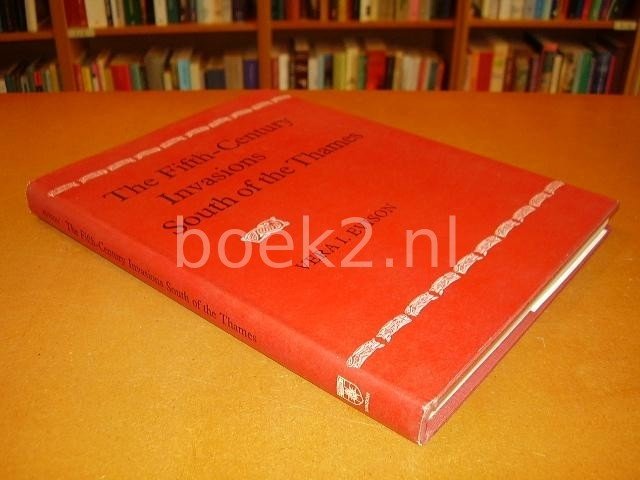 The Fifth-Century
Invasions
South of the Thames
VERA I. EVISON
boek2.nl
EVISON The Fifth-Century Invasions South of the Thames